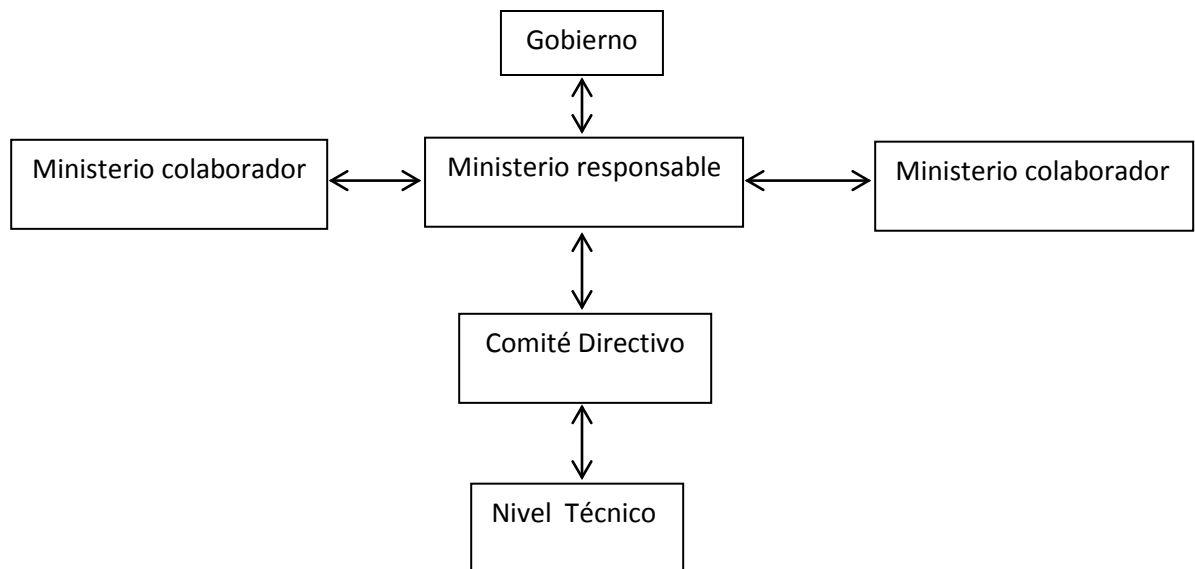 Gobierno
Ministerio colaborador
Ministerio responsable
Ministerio colaborador
Comité Directivo
Nivel Técnico